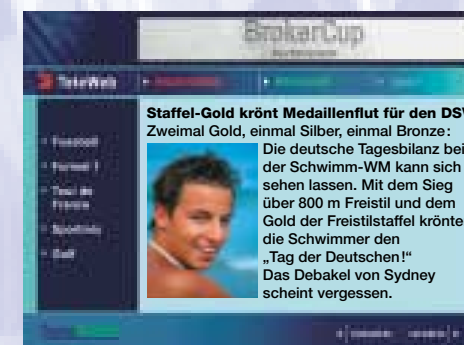 BrokerCup
TeleWeb
Staffel-Gold krönt Medaillenflut für den DSV
Zweimal Gold, einmal Silber, einmal Bronze:
Die deutsche Tagesbilanz bei
der Schwimm-WM kann sich
sehen lassen. Mit dem Sieg
über 800 m Freistil und dem
Gold der Freistilstaffel krönte
die Schwimmer den
„Tag der Deutschen!“
Das Debakel von Sydney
scheint vergessen.
Fussball
Formel 1
Tour de
France
Sportmix
Golf